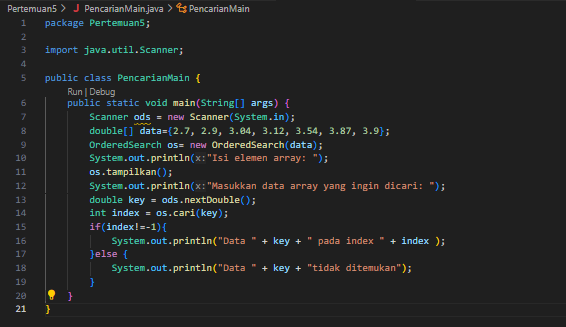 Pertemuan5 > J PencarianMain.java > PencarianMain
1 package Pertemuan5;
2
3 import java.util.Scanner;
4
5 public class PencarianMain {
Run | Debug
6 public static void main(String[] args) {
7 Scanner ods = new Scanner(System.in);
8 double[] data={2.7, 2.9, 3.04, 3.12, 3.54, 3.87, 3.9};
9 OrderedSearch os= new OrderedSearch(data);
10 System.out.println(x:"Isi elemen array: ");
11 os.tampilkan();
12 System.out.println(x:"Masukkan data array yang ingin dicari: ");
13 double key = ods.nextDouble();
14 int index = os.cari(key);
15 if(index!=-1){
16 System.out.println("Data " + key + " pada index " + index );
17 }else {
18 System.out.println("Data " + key + "tidak ditemukan");
19 }
20 }
21 }